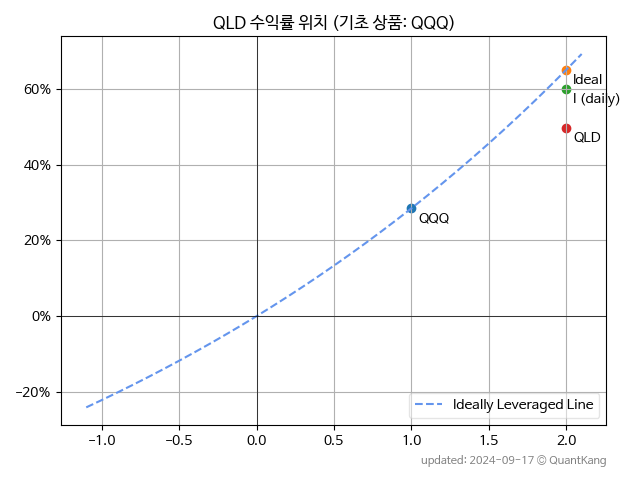 QLD 수익률 위치 (기초 상품: QQQ)
60%
40%
20%
0%
−20%
Ideal
I (daily)
QLD
QQQ
Ideally Leveraged Line
−1.0 −0.5 0.0 0.5 1.0 1.5 2.0
updated: 2024-09-17 © QuantKang